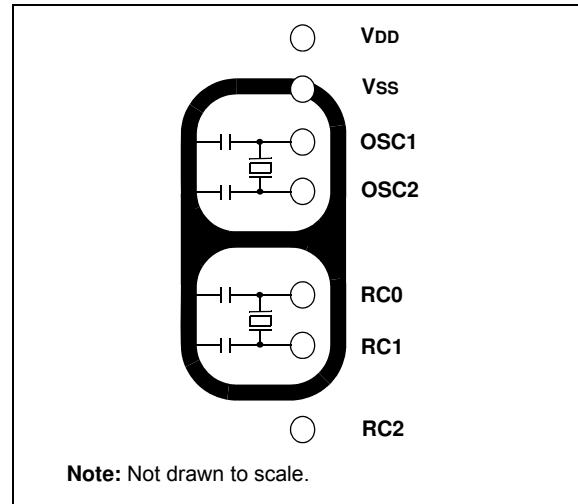 VDD
VSS
OSC1
OSC2
RC0
RC1
RC2
Note: Not drawn to scale.